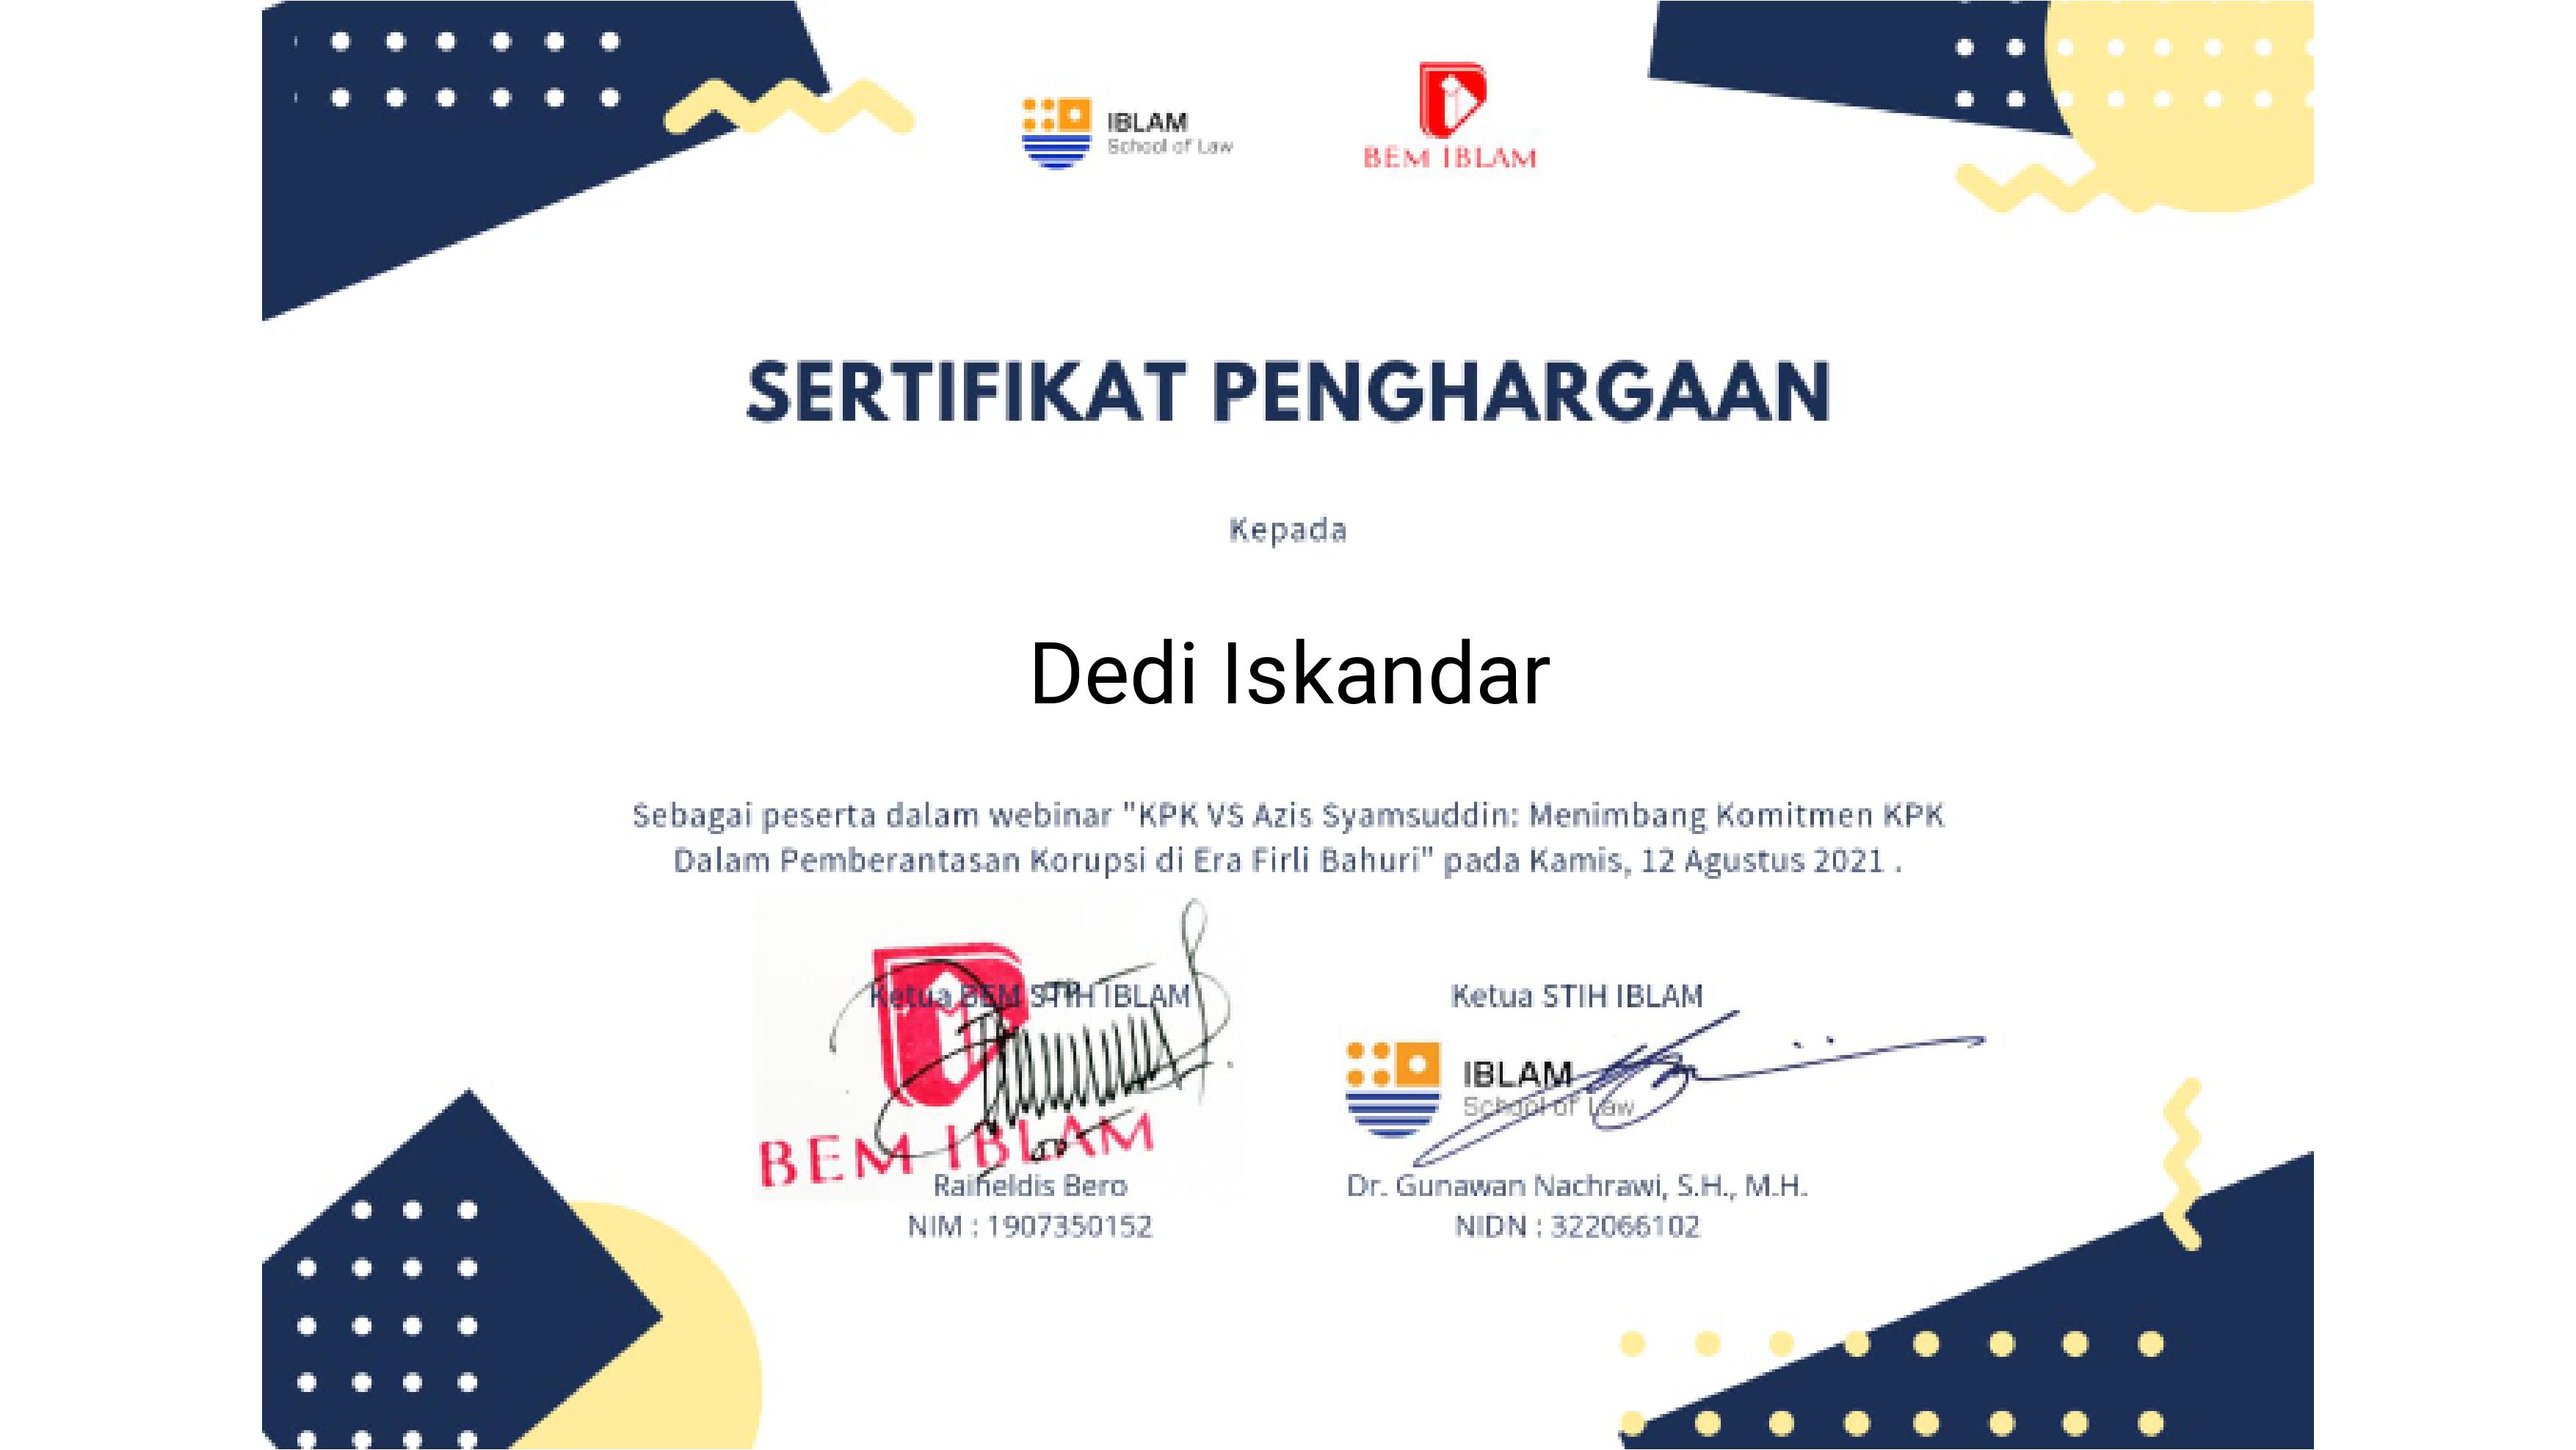 IBLAM
School of Law
BEM IBLAM
SERTIFIKAT PENGHARGAAN
Kepada
Dedi Iskandar
Sebagai peserta dalam webinar "KPK VS Azis Syamsuddin: Menimbang Komitmen KPK
Dalam Pemberantasan Korupsi di Era Firli Bahuri" pada Kamis, 12 Agustus 2021 .
Ketua BEM STIH IBLAM
BEM IBLAM
Raineldis Bero
NIM : 1907350152
Ketua STIH IBLAM
IBLAM
School of Law
Dr. Gunawan Nachrawi, S.H., M.H.
NIDN : 322066102